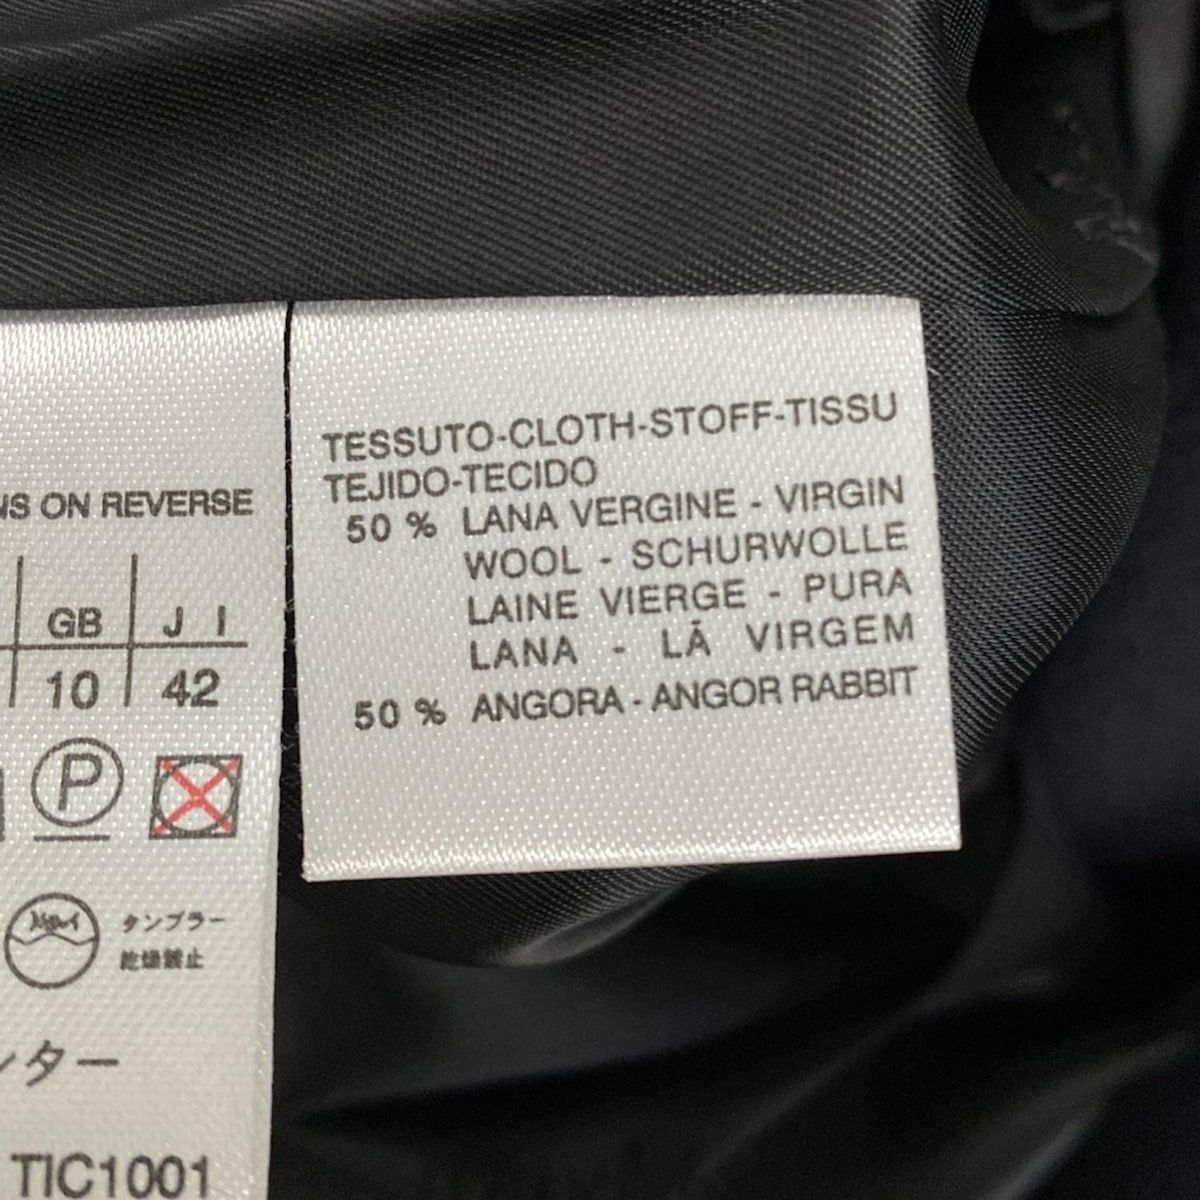 NS ON REVERSE
GB J I
10 42
P
タンブラー
乾燥禁止
ンター
TIC1001
TESSUTO-CLOTH-STOFF-TISSU
TEJIDO-TECIDO
50 % LANA VERGINE - VIRGIN
WOOL - SCHURWOLLE
LAINE VIERGE - PURA
LANA - LÃ VIRGEM
50 % ANGORA - ANGOR RABBIT